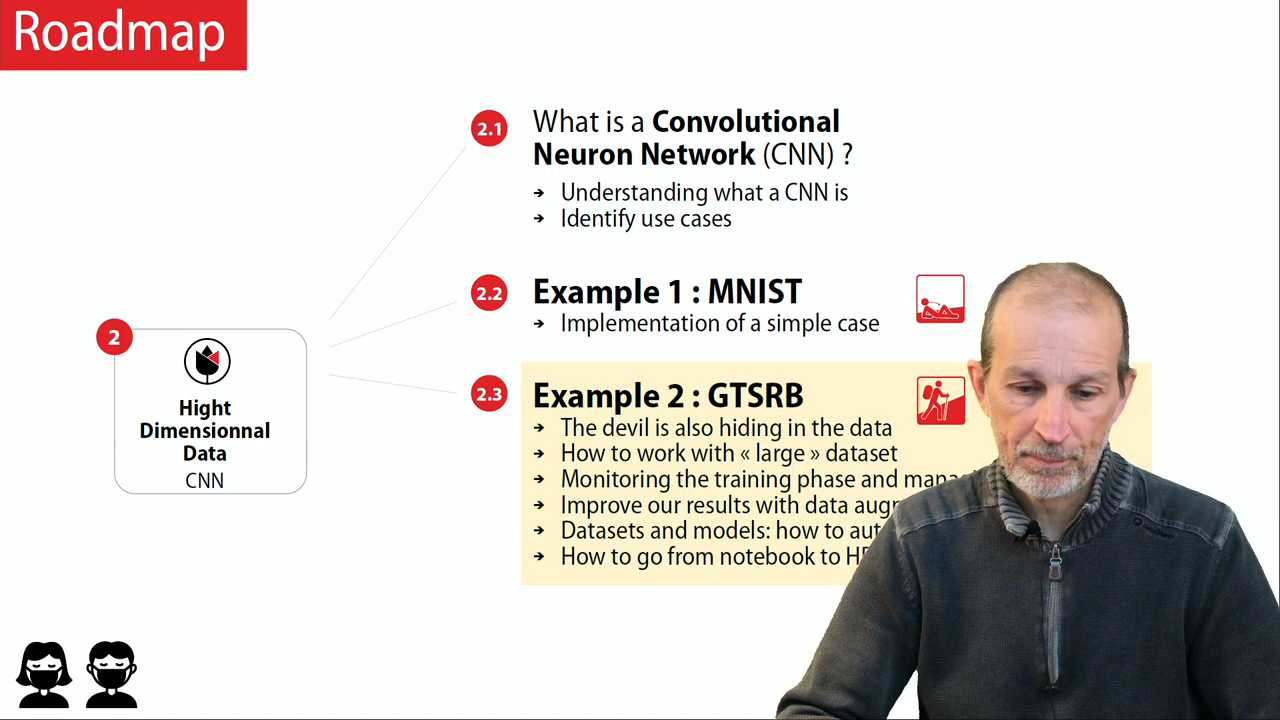 Roadmap
2.1
What is a Convolutional
Neuron Network (CNN) ?
➔ Understanding what a CNN is
➔ Identify use cases
2.2
Example 1 : MNIST
➔ Implementation of a simple case
2
Hight
Dimensionnal
Data
CNN
2.3
Example 2 : GTSRB
➔ The devil is also hiding in the data
➔ How to work with « large » dataset
➔ Monitoring the training phase and
➔ Improve our results with data
➔ Datasets and models: how to
➔ How to go from notebook to